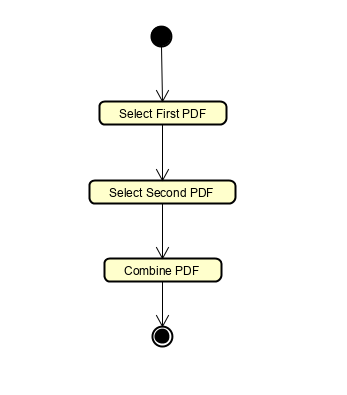 Select First PDF
Select Second PDF
Combine PDF